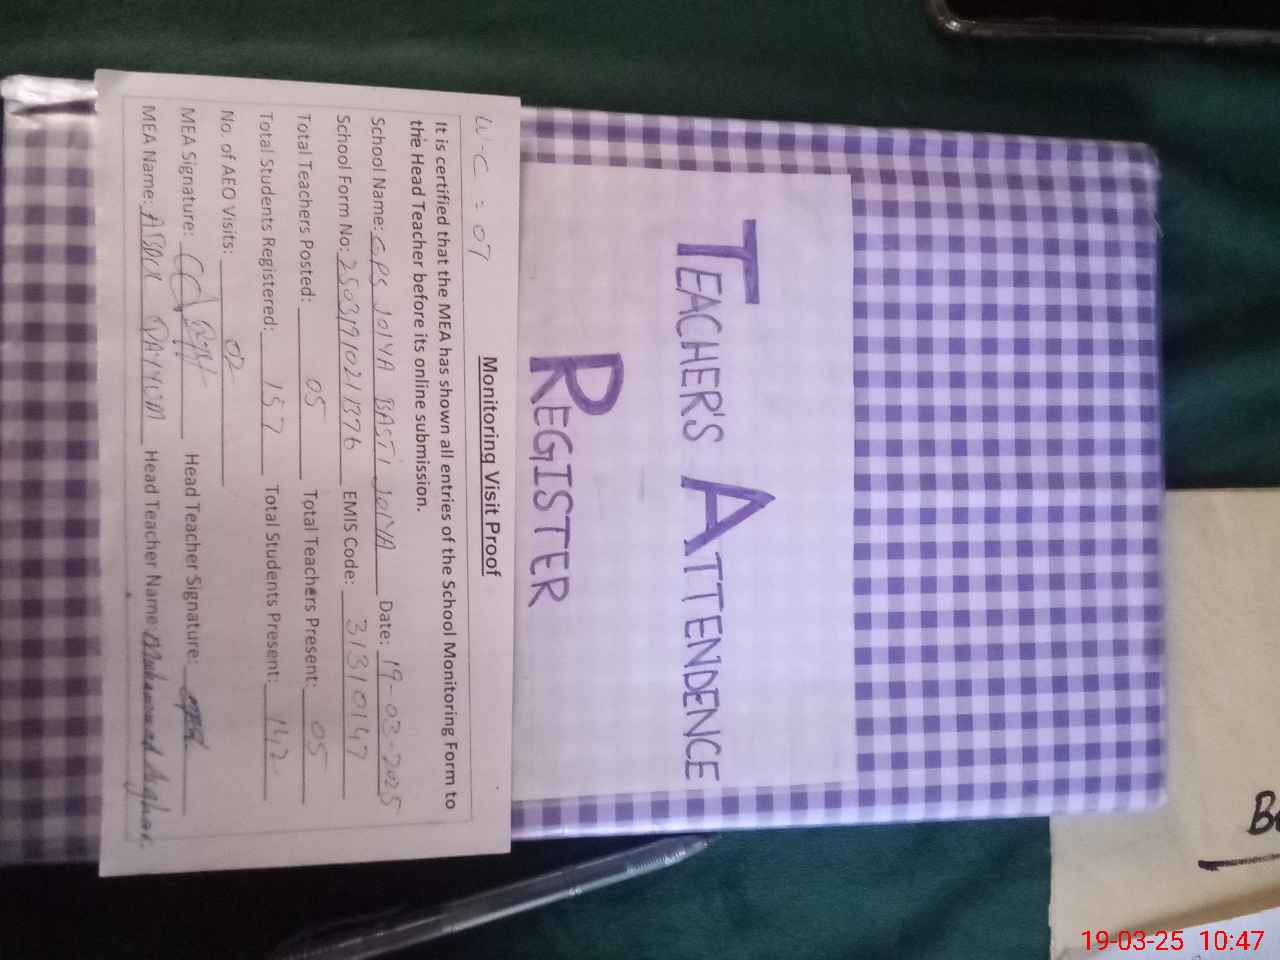 TEACHER'S ATTENDENCE
REGISTER
W-C = 07
Monitoring Visit Proof
It is certified that the MEA has shown all entries of the School Monitoring Form to
the Head Teacher before its online submission.
School Name: GPS JOIYA BASTI JOIYA Date: 19-03-2025
School Form No: 2503191021376 EMIS Code: 31310147
Total Teachers Posted: 05 Total Teachers Present: 05
Total Students Registered: 157 Total Students Present: 142
No. of AEO Visits: 02
MEA Signature: Head Teacher Signature:
MEA Name: ABDUL QAYYUM Head Teacher Name Muhammad Asghar.
19-03-25 10:47